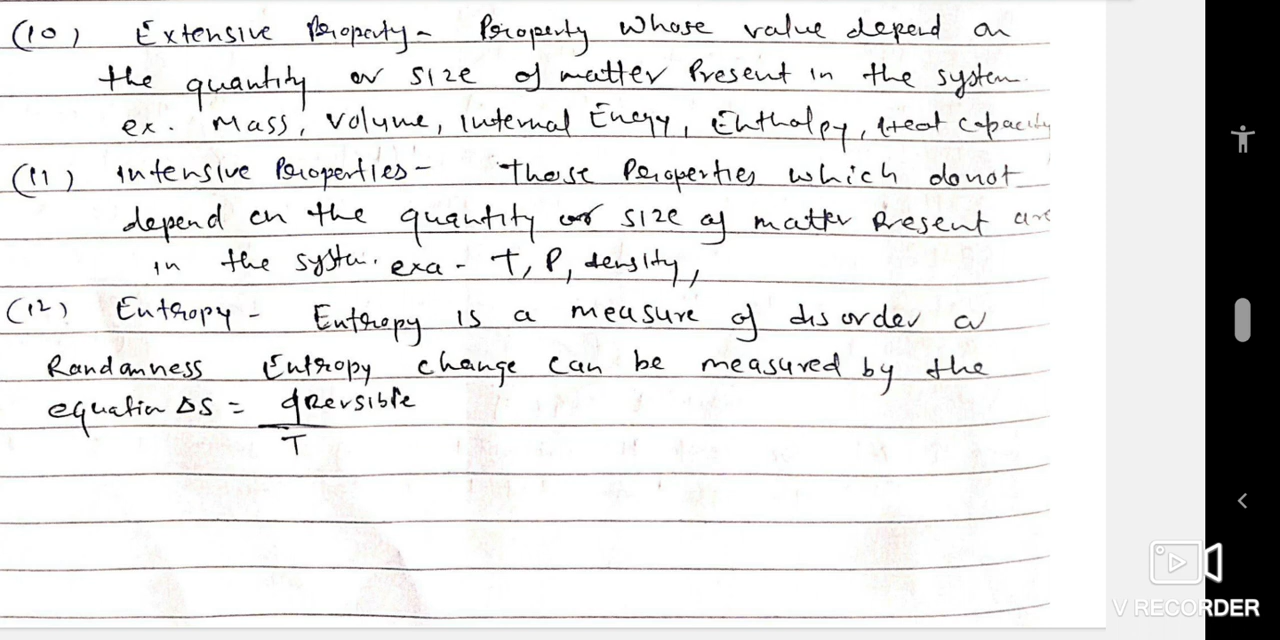 (10) Extensive Property - Property whose value depend on
the quantity or size of matter Present in the system.
ex. Mass, volume, internal Energy, Enthalpy, Heat capacity
(11) intensive Properties - Those Properties which donot
depend on the quantity or size of matter Present are
in the system. exa - T, P, density,
(12) Entropy - Entropy is a measure of disorder or
Randomness Entropy change can be measured by the
equation ΔS = qReversible
T
V RECORDER